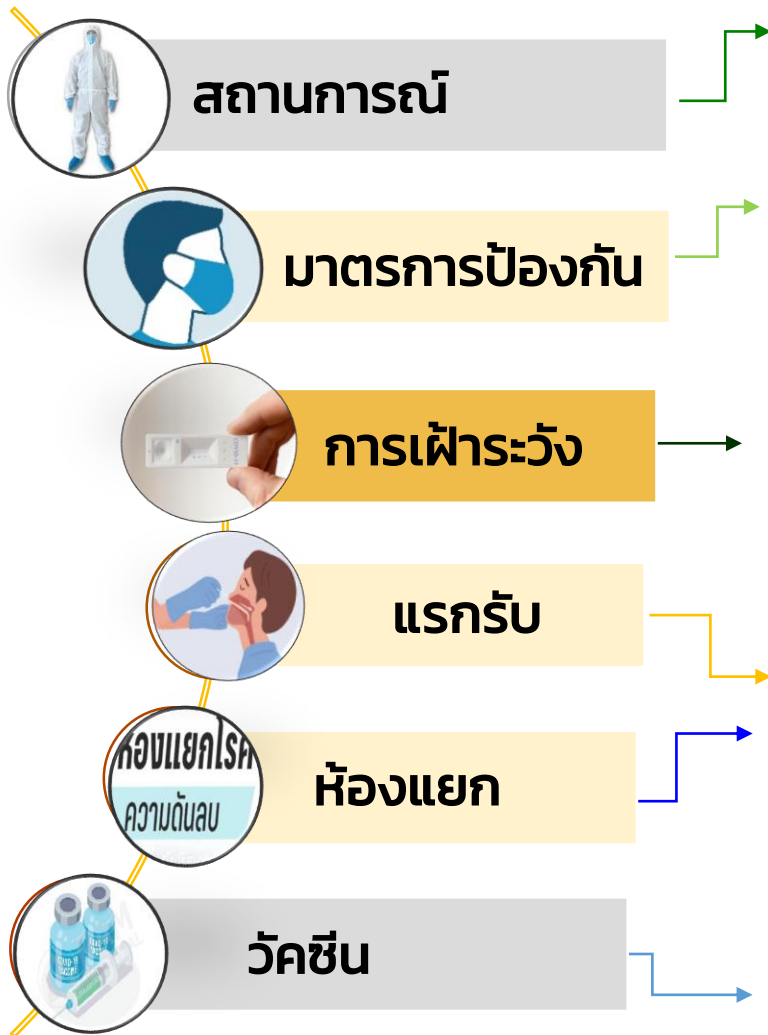 สถานการณ์
มาตรการป้องกัน
การเฝ้าระวัง
แรกรับ
ห้องแยกโรค
ความดันลบ
ห้องแยก
วัคซีน